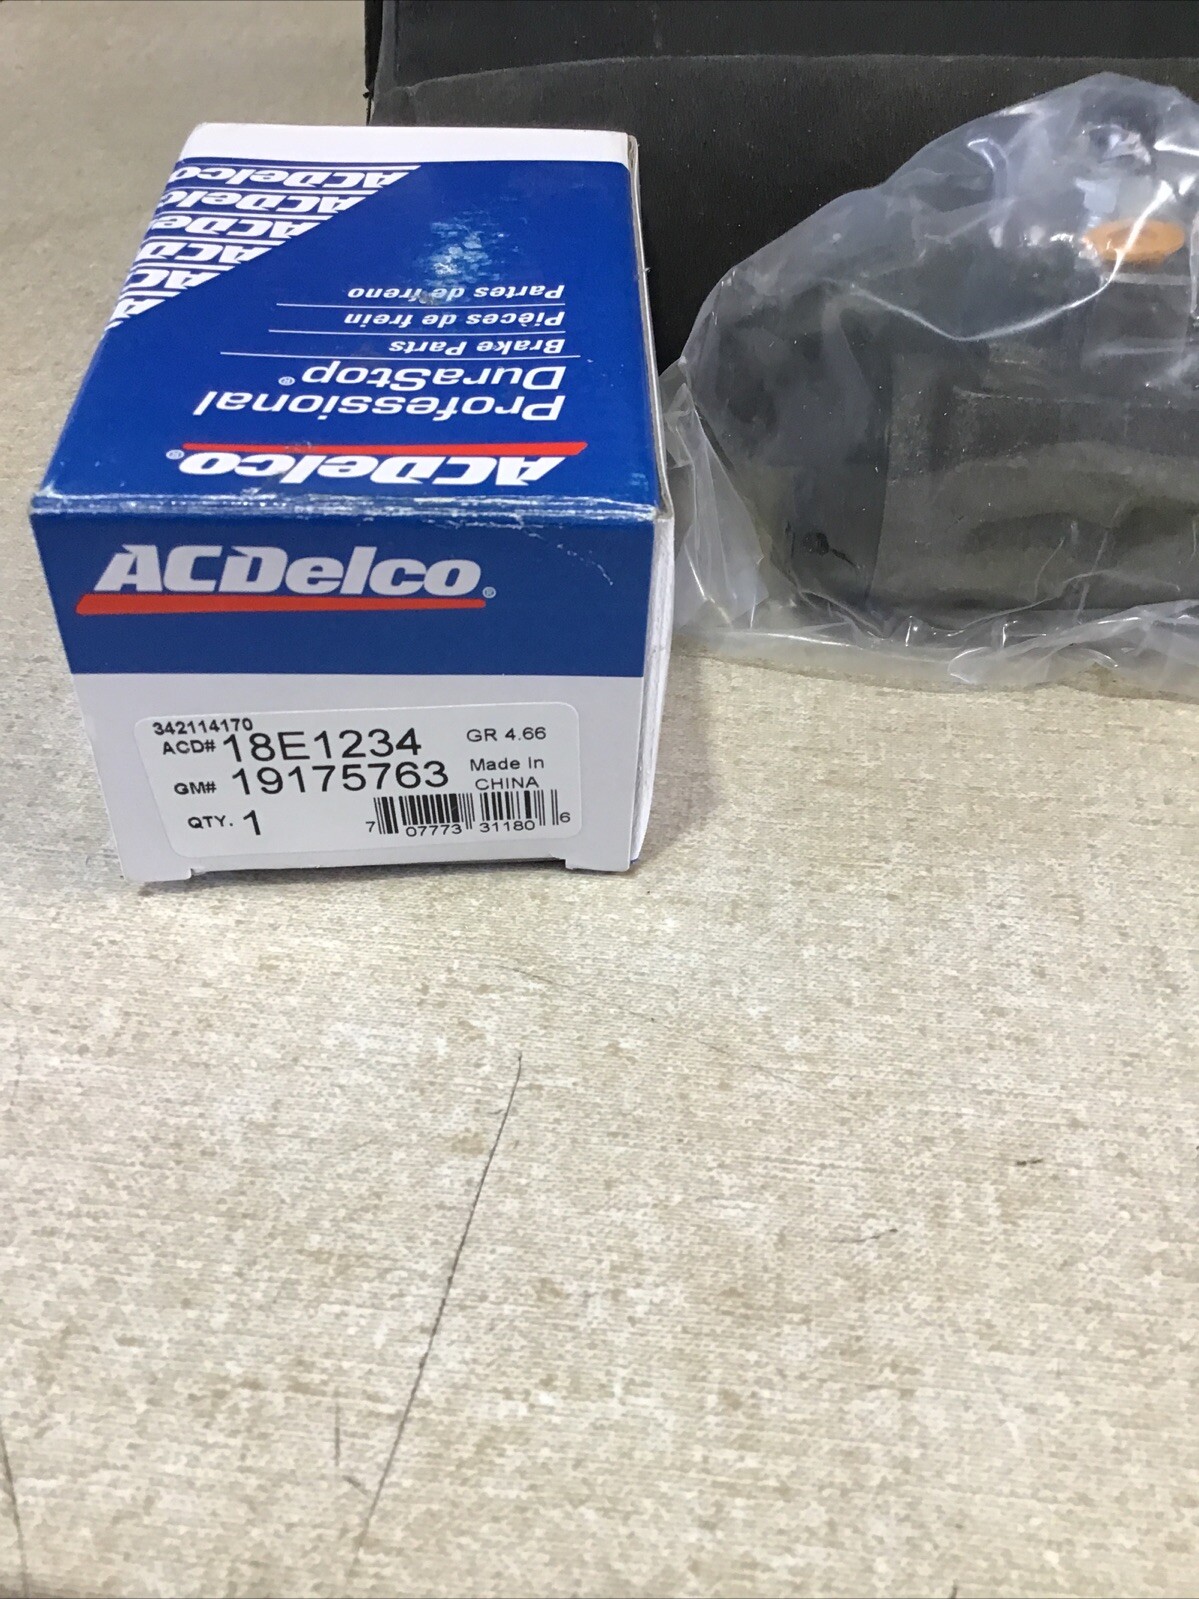 ACDelco
ACDelco
ACDelco
ACDelco
Partes de freno
Pièces de frein
Brake Parts
DuraStop®
Professional
ACDelco®
ACDelco®
342114170
ACD# 18E1234 GR 4.66
GM# 19175763 Made In
CHINA
QTY. 1
7 07773 31180 6